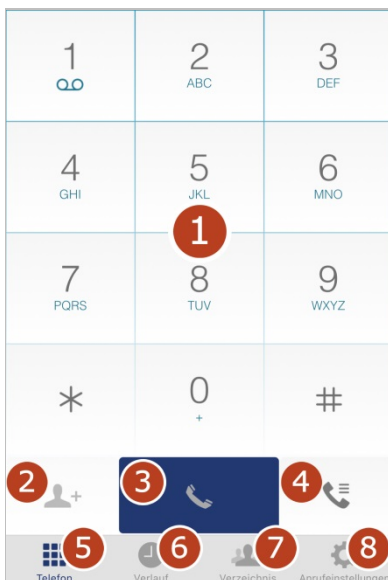 1 2 3
ABC DEF
4 5 6
GHI JKL MNO
1
7 8 9
PQRS TUV WXYZ
* 0 #
+
2 + 3 4
5 6 7 8
Telefon Verlauf Verzeichnis Anrufeinstellungen